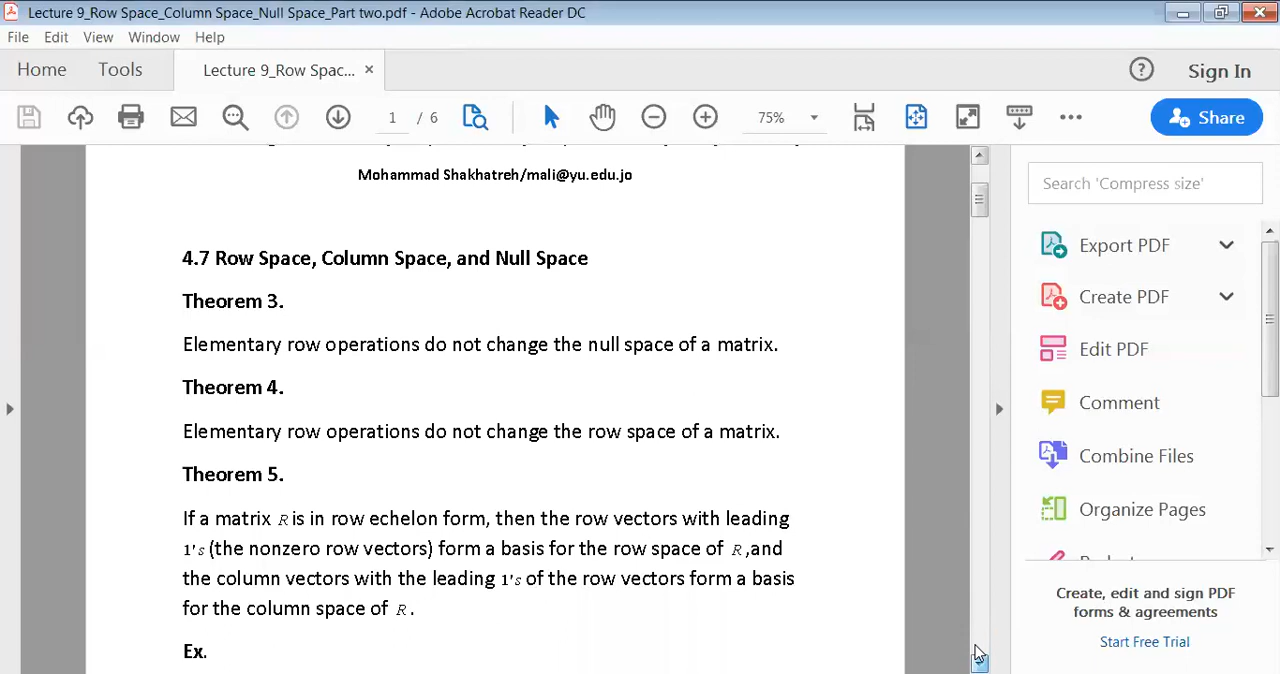 Lecture 9_Row Space_Column Space_Null Space_Part two.pdf - Adobe Acrobat Reader DC
File Edit View Window Help
Home Tools Lecture 9_Row Spac... × ? Sign In
1 / 6 75% Share
Mohammad Shakhatreh/mali@yu.edu.jo
4.7 Row Space, Column Space, and Null Space
Theorem 3.
Elementary row operations do not change the null space of a matrix.
Theorem 4.
Elementary row operations do not change the row space of a matrix.
Theorem 5.
If a matrix R is in row echelon form, then the row vectors with leading
1's (the nonzero row vectors) form a basis for the row space of R ,and
the column vectors with the leading 1's of the row vectors form a basis
for the column space of R .
Ex.
Search 'Compress size'
Export PDF
Create PDF
Edit PDF
Comment
Combine Files
Organize Pages
Create, edit and sign PDF
forms & agreements
Start Free Trial